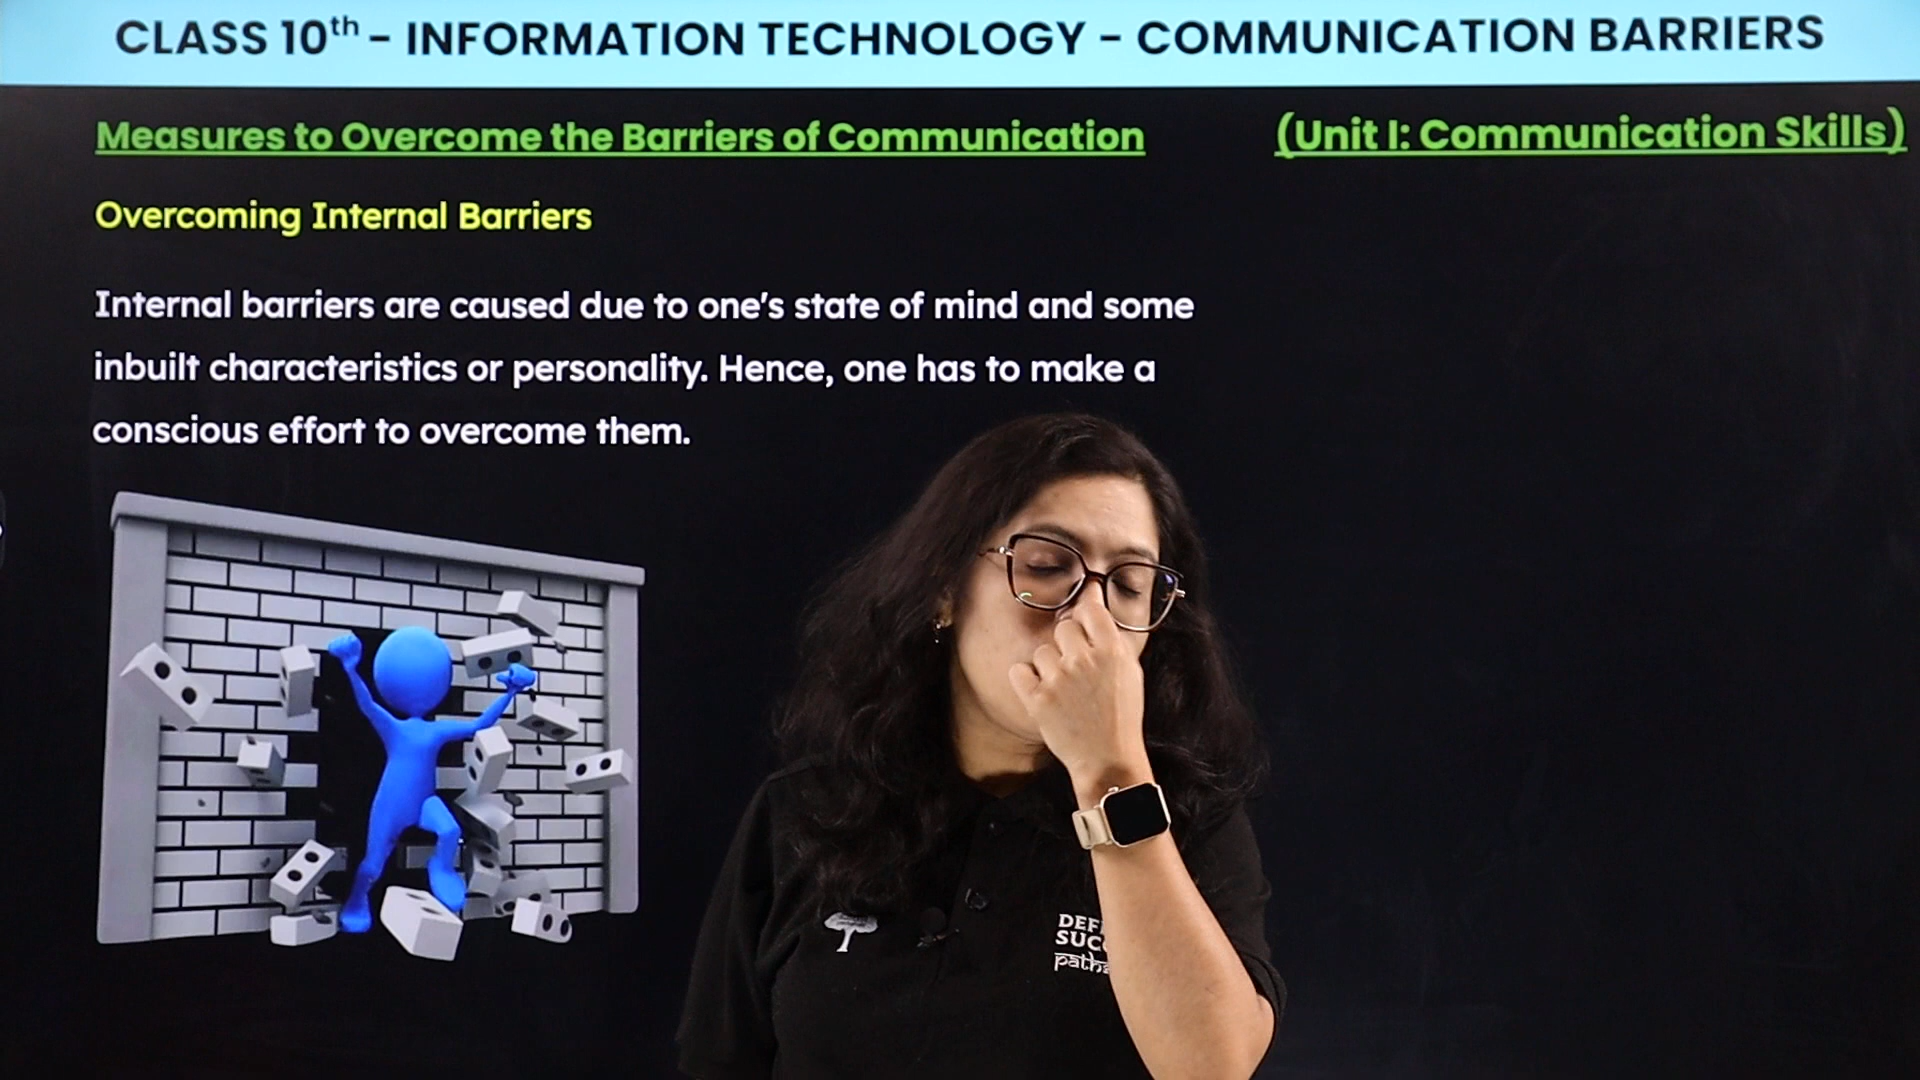 CLASS 10th - INFORMATION TECHNOLOGY - COMMUNICATION BARRIERS
Measures to Overcome the Barriers of Communication (Unit I: Communication Skills)
Overcoming Internal Barriers
Internal barriers are caused due to one's state of mind and some
inbuilt characteristics or personality. Hence, one has to make a
conscious effort to overcome them.